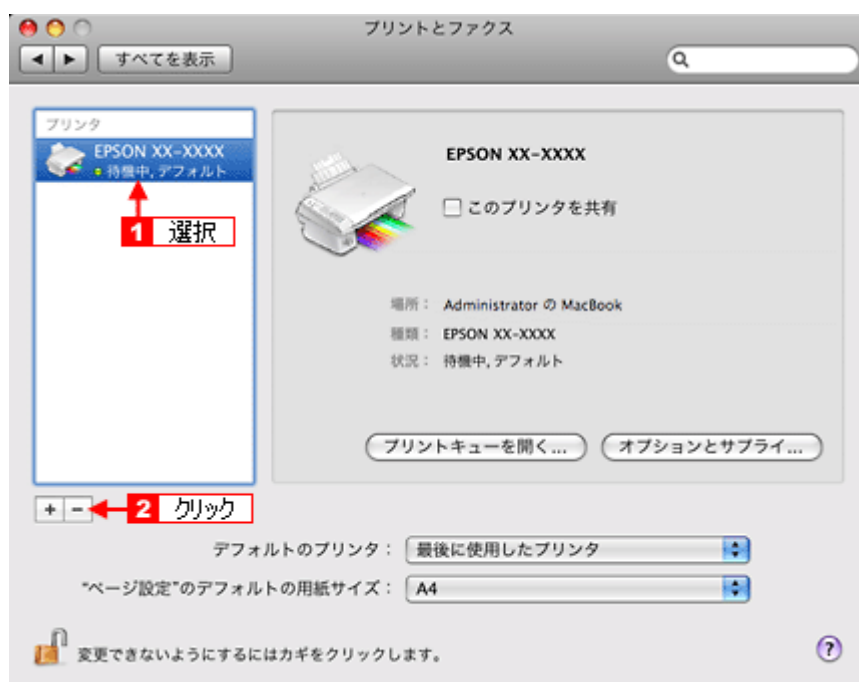 プリントとファクス
すべてを表示
プリンタ
EPSON XX-XXXX
待機中, デフォルト
1 選択
EPSON XX-XXXX
このプリンタを共有
場所： Administrator の MacBook
種類： EPSON XX-XXXX
状況： 待機中, デフォルト
プリントキューを開く... オプションとサプライ...
+ - 2 クリック
デフォルトのプリンタ： 最後に使用したプリンタ
“ページ設定”のデフォルトの用紙サイズ： A4
変更できないようにするにはカギをクリックします。 ?